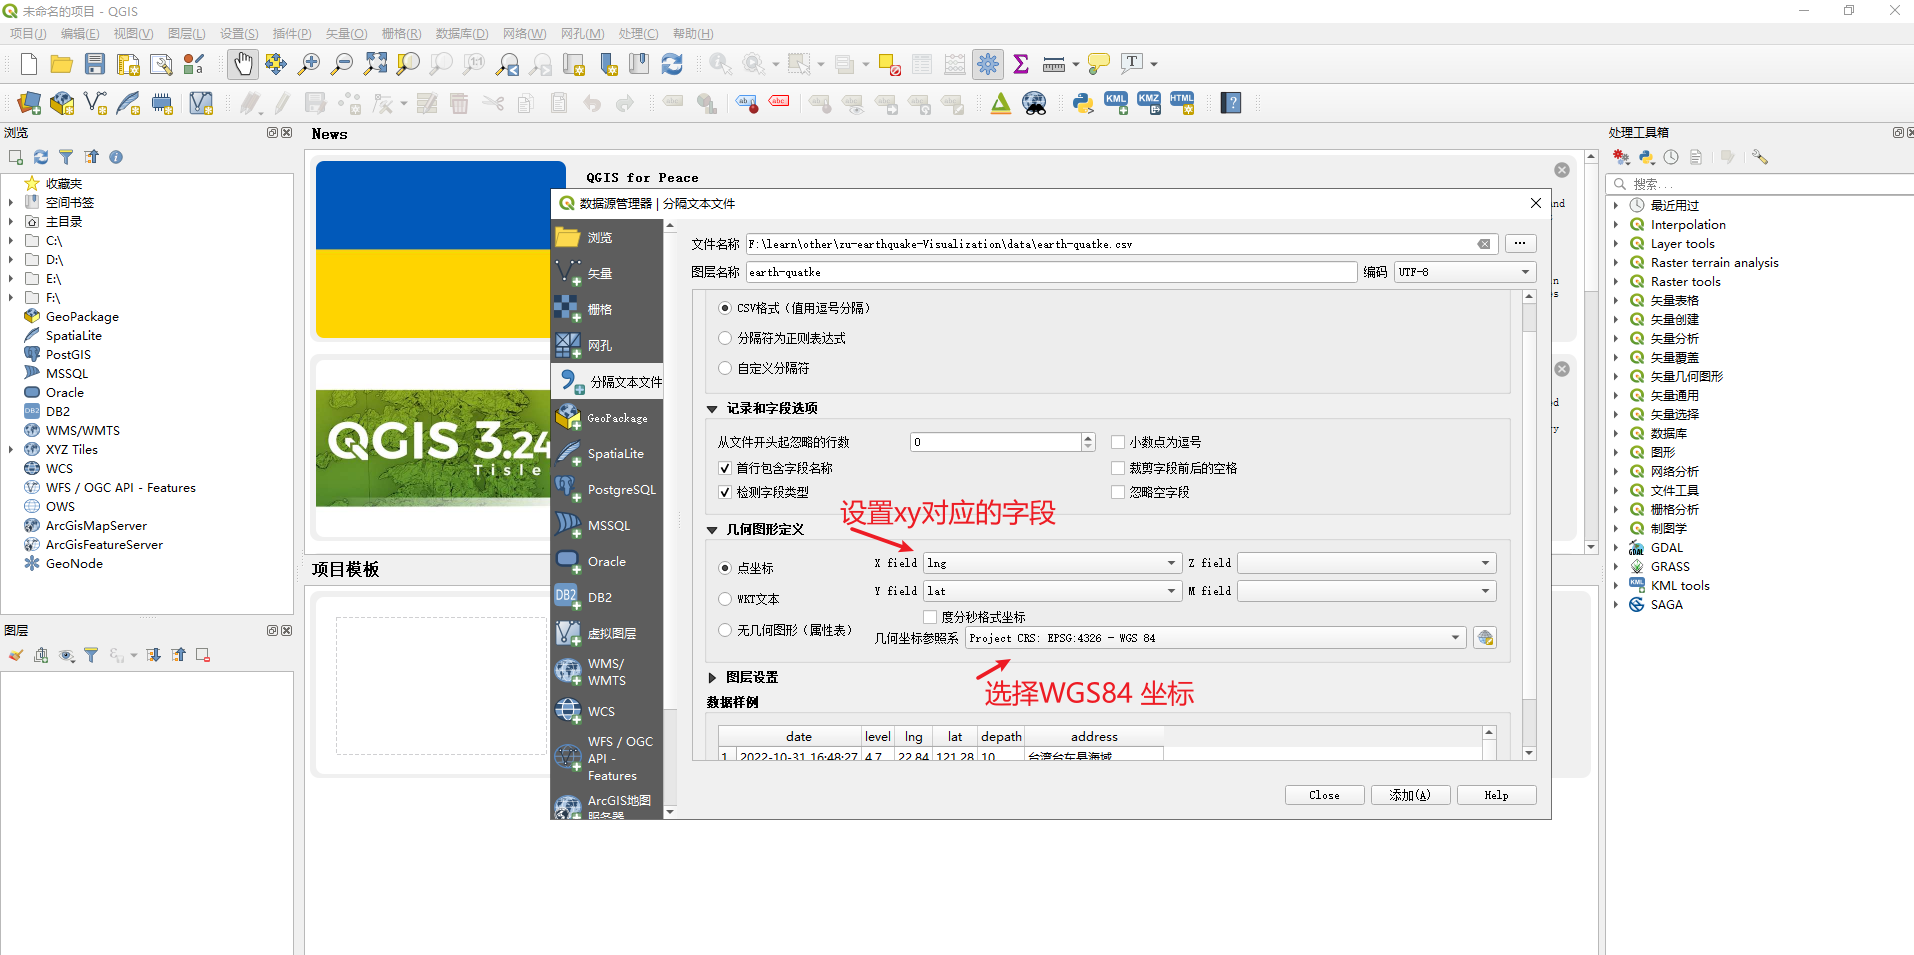 未命名的项目 - QGIS
项目(J) 编辑(E) 视图(V) 图层(L) 设置(S) 插件(P) 矢量(O) 栅格(R) 数据库(D) 网络(W) 网孔(M) 处理(C) 帮助(H)
浏览
收藏夹
空间书签
主目录
C:\
D:\
E:\
F:\
GeoPackage
SpatiaLite
PostGIS
MSSQL
Oracle
DB2
WMS/WMTS
XYZ Tiles
WCS
WFS / OGC API - Features
OWS
ArcGisMapServer
ArcGisFeatureServer
GeoNode
图层
News
QGIS for Peace
QGIS 3.24
Tisle
项目模板
数据源管理器 | 分隔文本文件
浏览
矢量
栅格
网孔
分隔文本文件
GeoPackage
SpatiaLite
PostgreSQL
MSSQL
Oracle
DB2
虚拟图层
WMS/
WMTS
WCS
WFS / OGC
API -
Features
ArcGIS地图
服务器
文件名称 F:\learn\other\zu-earthquake-Visualization\data\earth-quatke.csv ...
图层名称 earth-quatke 编码 UTF-8
CSV格式（值用逗号分隔）
分隔符为正则表达式
自定义分隔符
记录和字段选项
从文件开头起忽略的行数 0 小数点为逗号
首行包含字段名称 裁剪字段前后的空格
检测字段类型 忽略空字段
设置xy对应的字段
几何图形定义
点坐标 X field lng Z field
WKT文本 Y field lat M field
度分秒格式坐标
无几何图形（属性表） 几何坐标参照系 Project CRS: EPSG:4326 - WGS 84
图层设置
选择WGS84 坐标
数据样例
date level lng lat depath address
1 2022-10-31 16:48:27 4.7 22.84 121.28 10 台湾台东县海域
Close 添加(A) Help
处理工具箱
搜索...
最近用过
Interpolation
Layer tools
Raster terrain analysis
Raster tools
矢量表格
矢量创建
矢量分析
矢量覆盖
矢量几何图形
矢量通用
矢量选择
数据库
图形
网络分析
文件工具
栅格分析
制图学
GDAL
GRASS
KML tools
SAGA